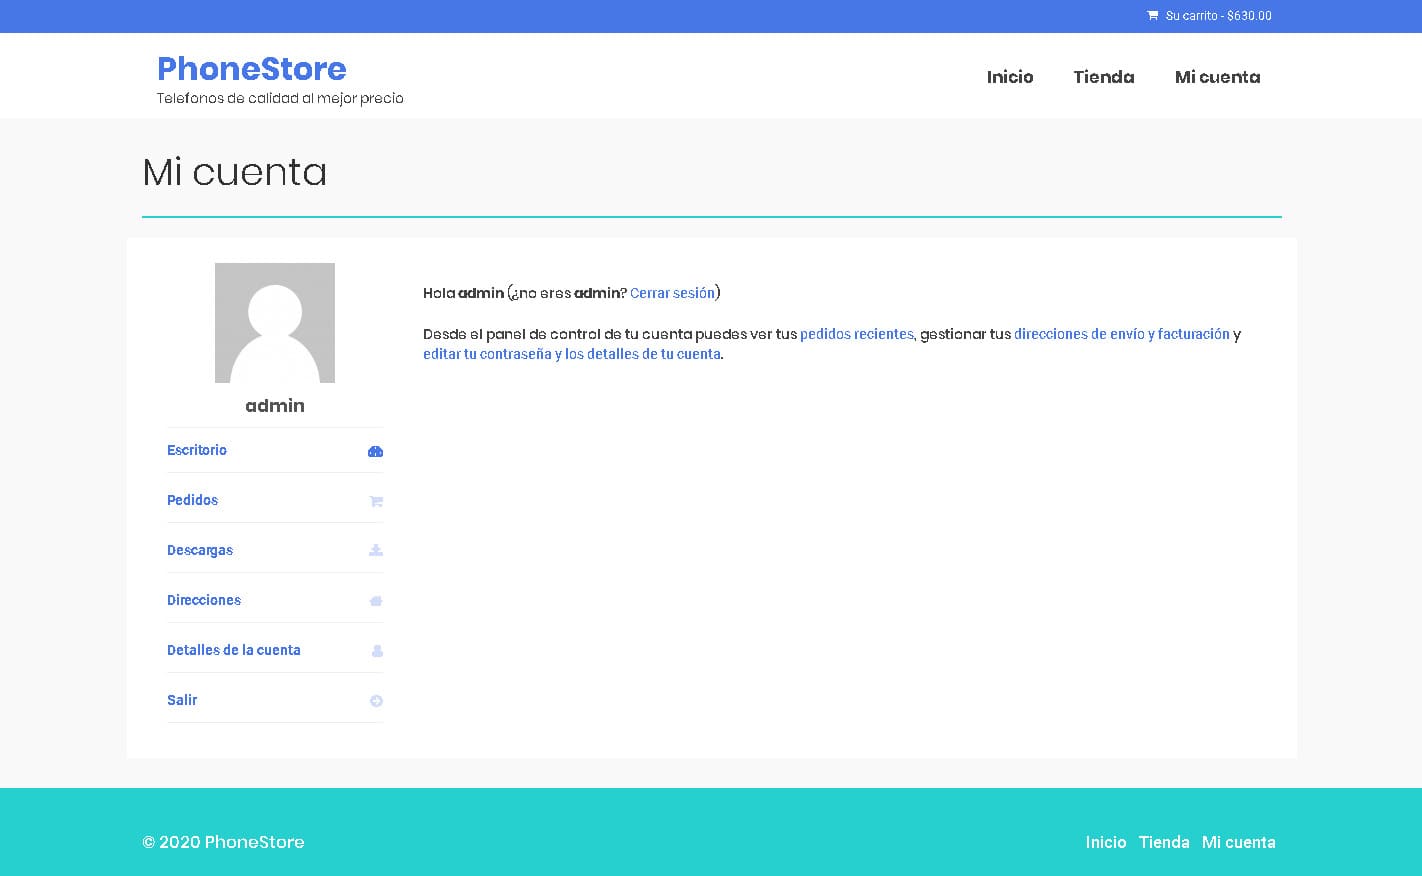 Su carrito - $630.00
PhoneStore
Telefonos de calidad al mejor precio
Inicio Tienda Mi cuenta
Mi cuenta
admin
Escritorio
Pedidos
Descargas
Direcciones
Detalles de la cuenta
Salir
Hola admin (¿no eres admin? Cerrar sesión)
Desde el panel de control de tu cuenta puedes ver tus pedidos recientes, gestionar tus direcciones de envío y facturación y
editar tu contraseña y los detalles de tu cuenta.
© 2020 PhoneStore
Inicio Tienda Mi cuenta